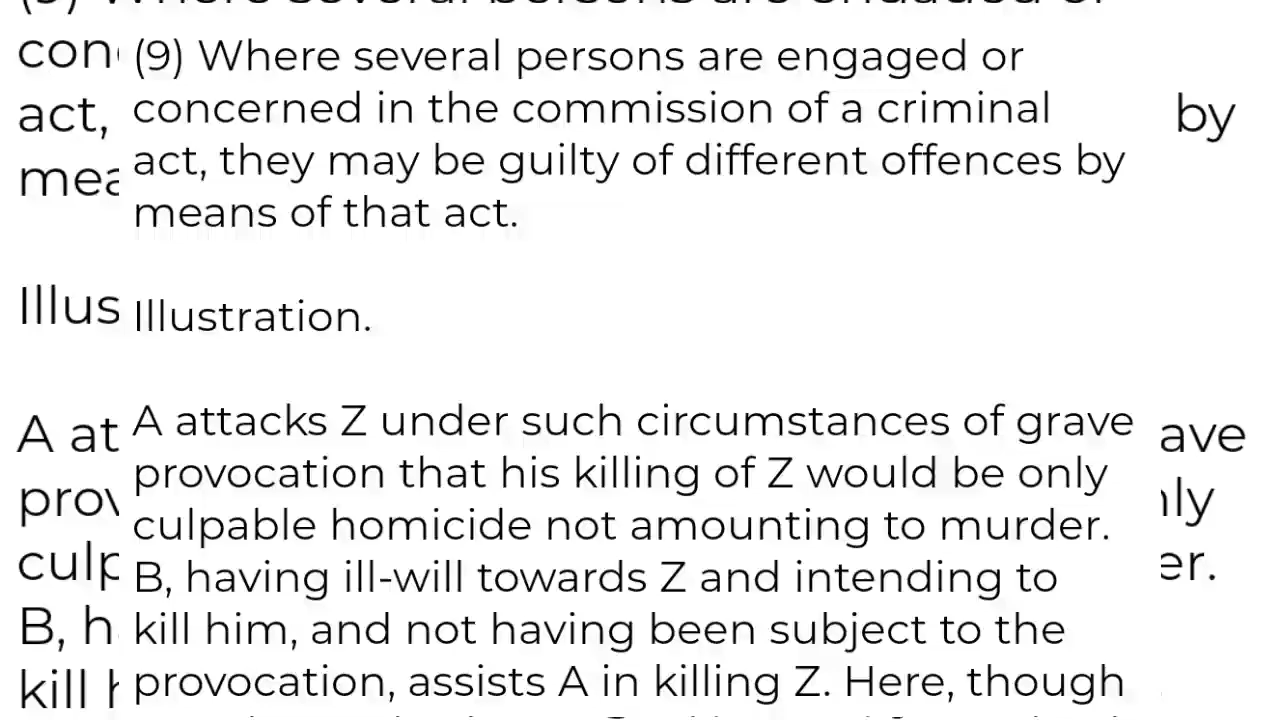 (9) Where several persons are engaged or
concerned in the commission of a criminal
act, they may be guilty of different offences by
means of that act.
Illustration.
A attacks Z under such circumstances of grave
provocation that his killing of Z would be only
culpable homicide not amounting to murder.
B, having ill-will towards Z and intending to
kill him, and not having been subject to the
provocation, assists A in killing Z. Here, though